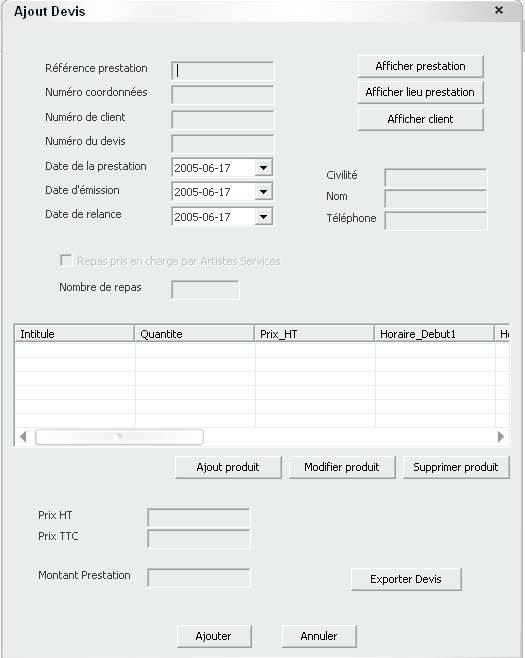 Ajout Devis
Référence prestation
Afficher prestation
Numéro coordonnées
Afficher lieu prestation
Numéro de client
Afficher client
Numéro du devis
Date de la prestation 2005-06-17
Civilité
Date d'émission 2005-06-17
Nom
Date de relance 2005-06-17
Téléphone
Repas pris en charge par Artistes Services
Nombre de repas
Intitule Quantite Prix_HT Horaire_Debut1
Ajout produit Modifier produit Supprimer produit
Prix HT
Prix TTC
Montant Prestation
Exporter Devis
Ajouter Annuler